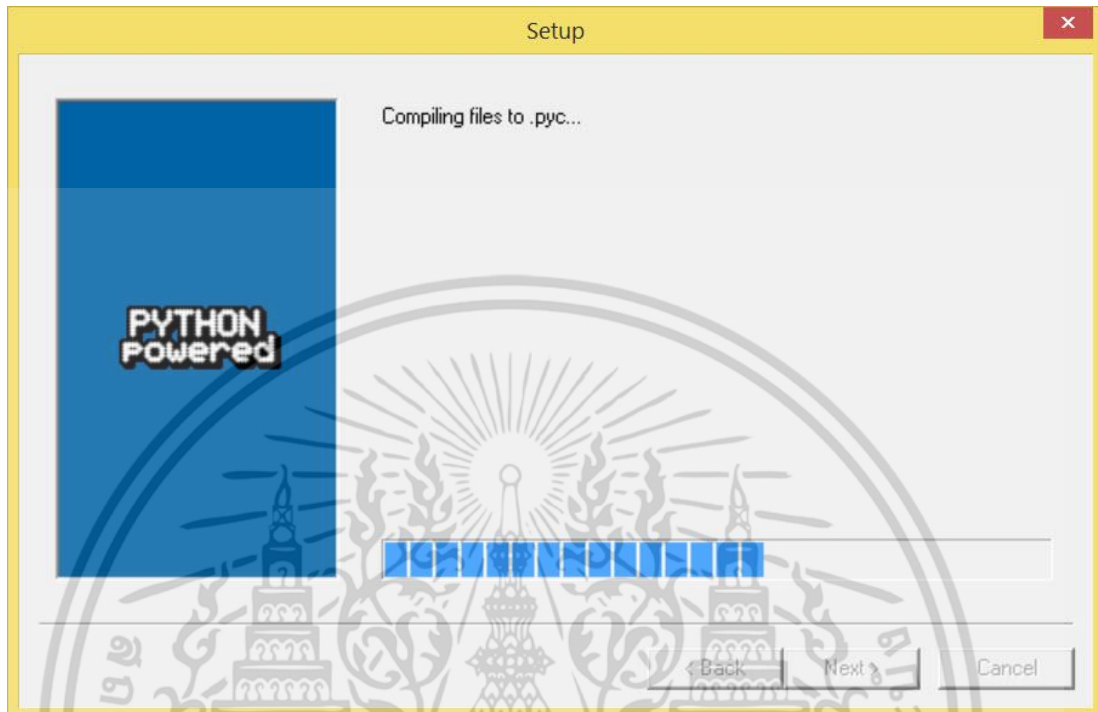 Setup
Compiling files to .pyc...
PYTHON
powered
< Back
Next >
Cancel